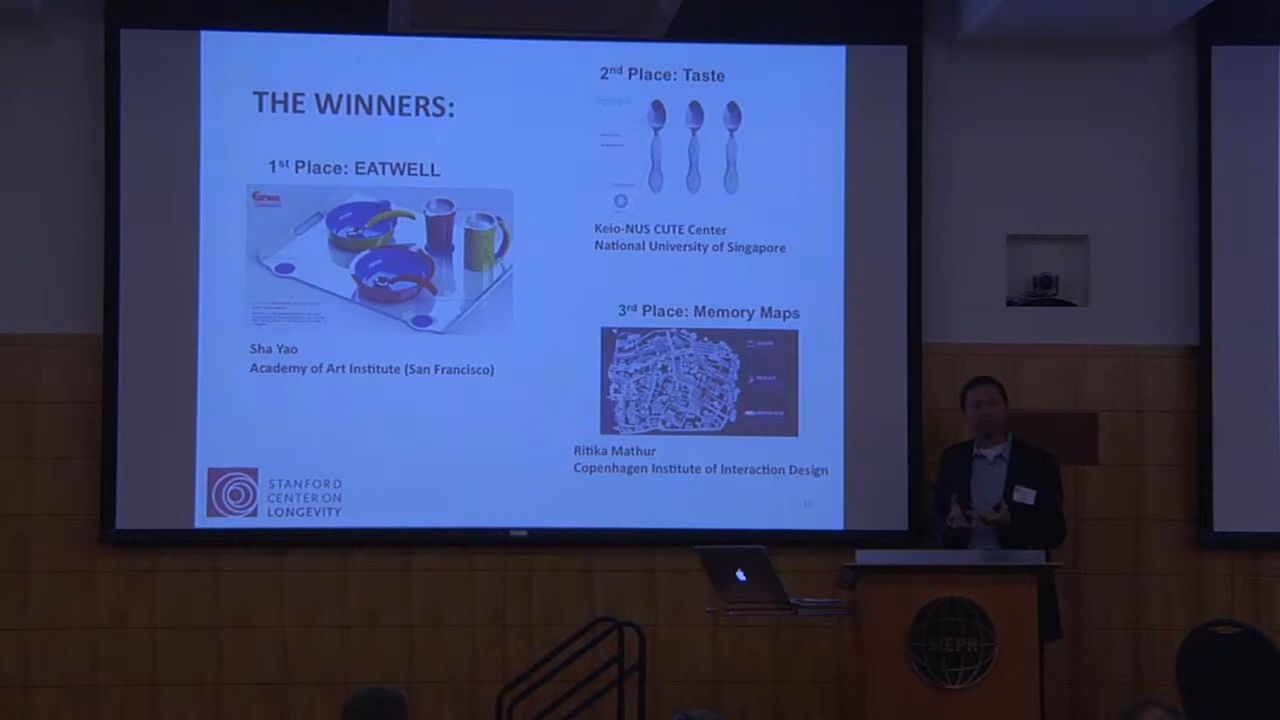 THE WINNERS:
1st Place: EATWELL
Sha Yao
Academy of Art Institute (San Francisco)
2nd Place: Taste
Keio-NUS CUTE Center
National University of Singapore
3rd Place: Memory Maps
Ritika Mathur
Copenhagen Institute of Interaction Design
STANFORD
CENTER ON
LONGEVITY
10
SIEPR